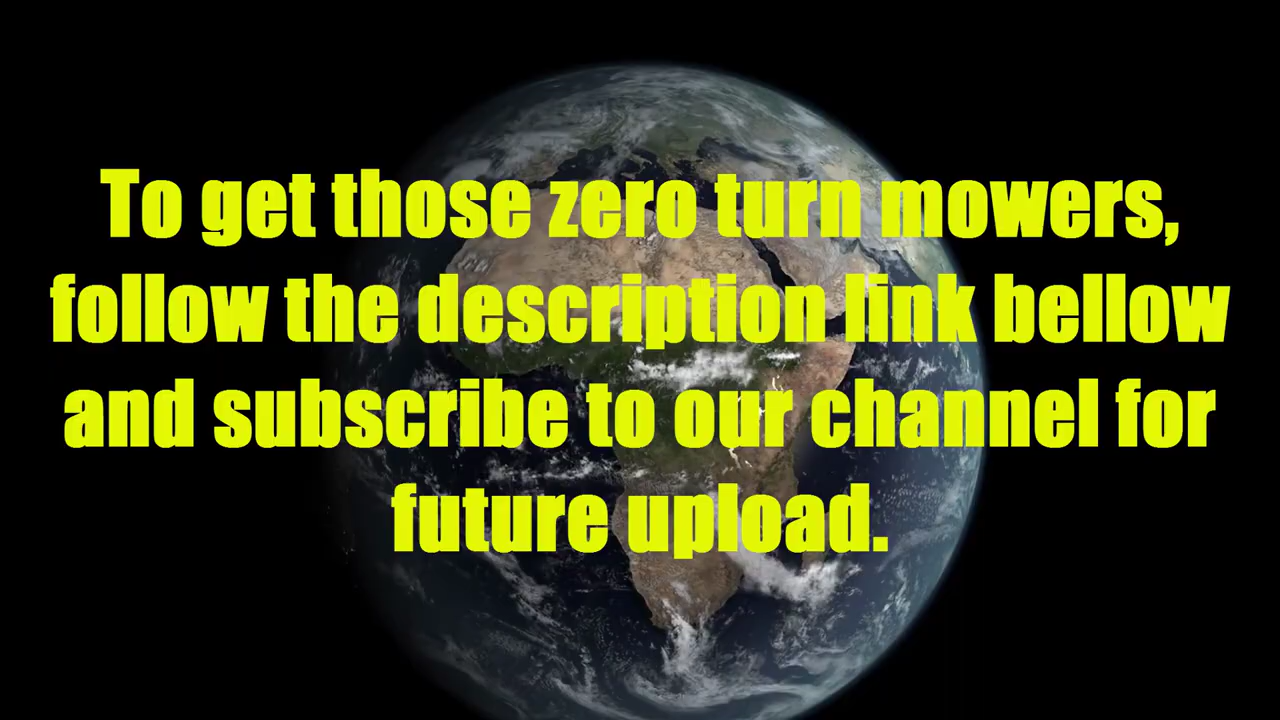 To get those zero turn mowers,
follow the description link bellow
and subscribe to our channel for
future upload.